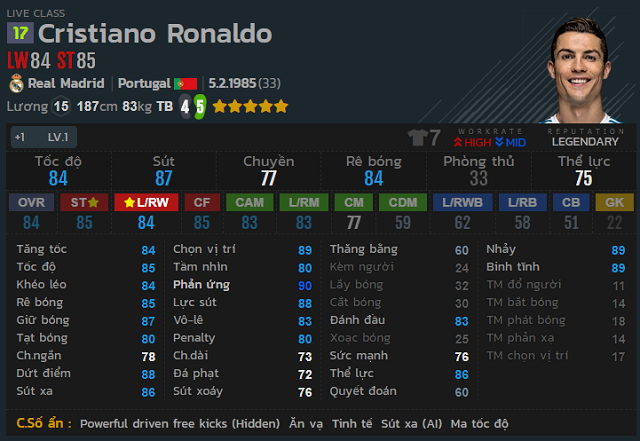 LIVE CLASS
17 Cristiano Ronaldo
LW84 ST85
Real Madrid Portugal 5.2.1985(33)
Lương 15 187cm 83kg TB 4 5
+1 LV.1
7 WORKRATE HIGH MID REPUTATION LEGENDARY
Tốc độ Sút Chuyền Rê bóng Phòng thủ Thể lực
84 87 77 84 33 75
OVR ST L/RW CF CAM L/RM CM CDM L/RWB L/RB CB GK
84 85 84 85 83 83 77 59 62 58 51 22
Tăng tốc 84 Chọn vị trí 89 Thăng bằng 60 Nhảy 89
Tốc độ 85 Tầm nhìn 80 Kèm người 24 Bình tĩnh 89
Khéo léo 84 Phản ứng 90 Lấy bóng 32 TM đổ người 11
Rê bóng 85 Lực sút 88 Cắt bóng 30 TM bắt bóng 14
Giữ bóng 87 Vô-lê 83 Đánh đầu 83 TM phát bóng 18
Tạt bóng 80 Penalty 80 Xoạc bóng 25 TM phản xạ 14
Ch.ngắn 78 Ch.dài 73 Sức mạnh 76 TM chọn vị trí 17
Dứt điểm 88 Đá phạt 72 Thể lực 86
Sút xa 86 Sút xoáy 76 Quyết đoán 60
C.Số ẩn : Powerful driven free kicks (Hidden) Ăn vạ Tinh tế Sút xa (AI) Ma tốc độ